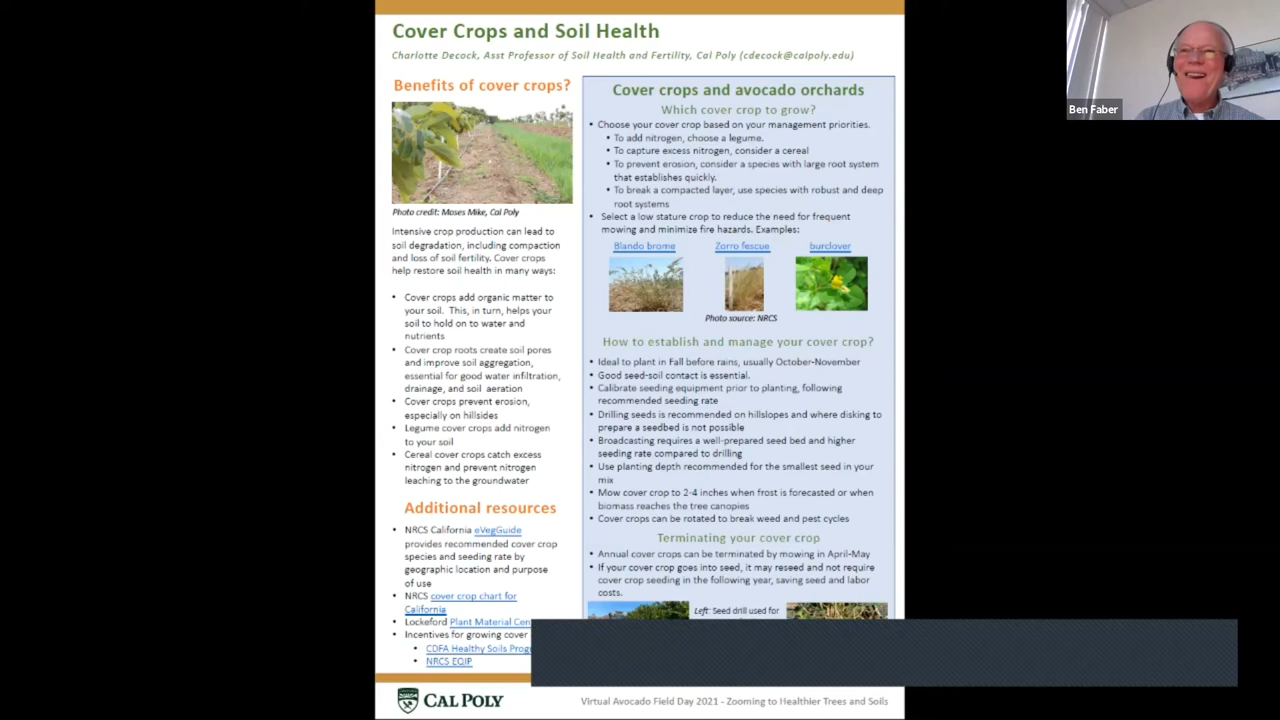 Cover Crops and Soil Health
Charlotte Decock, Asst Professor of Soil Health and Fertility, Cal Poly (cdecock@calpoly.edu)
Benefits of cover crops?
Photo credit: Moses Mike, Cal Poly
Intensive crop production can lead to
soil degradation, including compaction
and loss of soil fertility. Cover crops
help restore soil health in many ways:
• Cover crops add organic matter to
your soil. This, in turn, helps your
soil to hold on to water and
nutrients
• Cover crop roots create soil pores
and improve soil aggregation,
essential for good water infiltration,
drainage, and soil aeration
• Cover crops prevent erosion,
especially on hillsides
• Legume cover crops add nitrogen
to your soil
• Cereal cover crops catch excess
nitrogen and prevent nitrogen
leaching to the groundwater
Additional resources
• NRCS California eVegGuide
provides recommended cover crop
species and seeding rate by
geographic location and purpose
of use
• NRCS cover crop chart for
California
• Lockeford Plant Material Cen
• Incentives for growing cover
• CDFA Healthy Soils Progr
• NRCS EQIP
Cover crops and avocado orchards
Which cover crop to grow?
• Choose your cover crop based on your management priorities.
• To add nitrogen, choose a legume.
• To capture excess nitrogen, consider a cereal
• To prevent erosion, consider a species with large root system
that establishes quickly.
• To break a compacted layer, use species with robust and deep
root systems
• Select a low stature crop to reduce the need for frequent
mowing and minimize fire hazards. Examples:
Blando brome Zorro fescue burclover
Photo source: NRCS
How to establish and manage your cover crop?
• Ideal to plant in Fall before rains, usually October-November
• Good seed-soil contact is essential.
• Calibrate seeding equipment prior to planting, following
recommended seeding rate
• Drilling seeds is recommended on hillslopes and where disking to
prepare a seedbed is not possible
• Broadcasting requires a well-prepared seed bed and higher
seeding rate compared to drilling
• Use planting depth recommended for the smallest seed in your
mix
• Mow cover crop to 2-4 inches when frost is forecasted or when
biomass reaches the tree canopies
• Cover crops can be rotated to break weed and pest cycles
Terminating your cover crop
• Annual cover crops can be terminated by mowing in April-May
• If your cover crop goes into seed, it may reseed and not require
cover crop seeding in the following year, saving seed and labor
costs.
Left: Seed drill used for
CAL POLY
Virtual Avocado Field Day 2021 - Zooming to Healthier Trees and Soils
Ben Faber